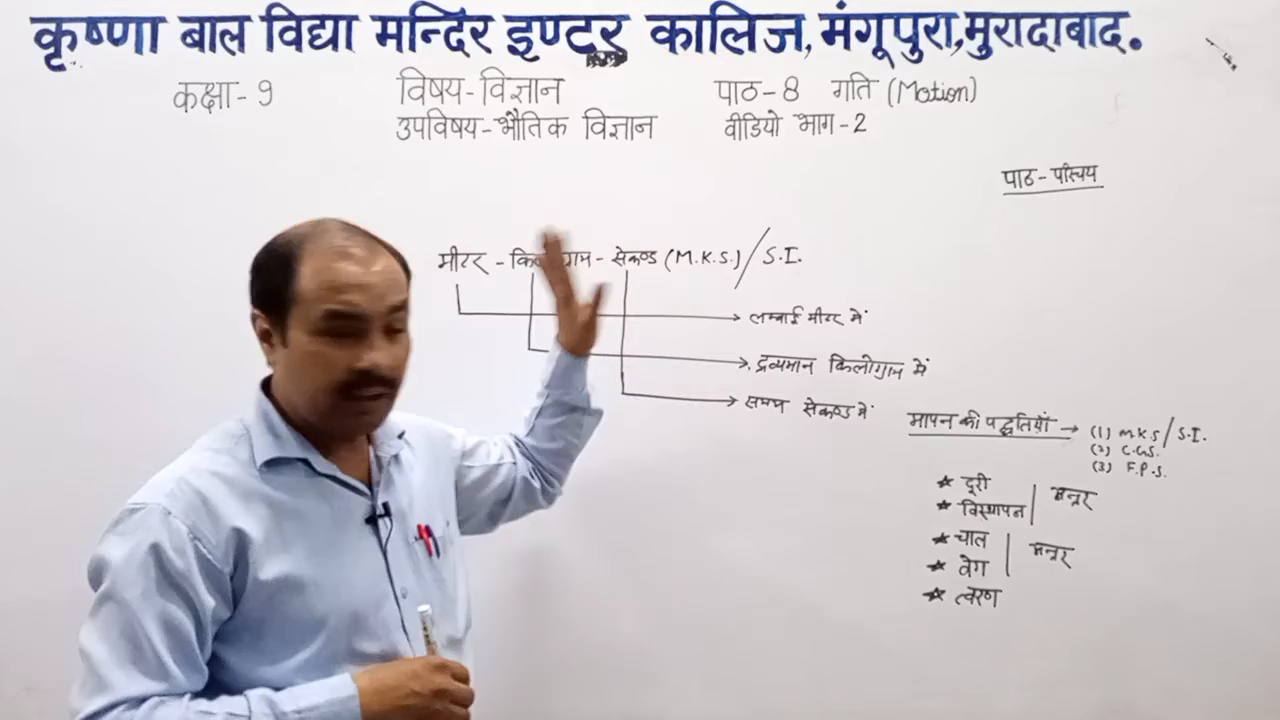 कृष्णा बाल विद्या मन्दिर इण्टर कालिज, मंगूपुरा, मुरादाबाद.
कक्षा - 9 विषय - विज्ञान पाठ - 8 गति (Motion)
उपविषय - भौतिक विज्ञान वीडियो भाग - 2
पाठ - परिचय
मीटर - सेकण्ड (M.K.S.) / S.I.
लम्बाई मीटर में
द्रव्यमान किलोग्राम में
समय सेकण्ड में
मापन की पद्धतियाँ → (1) M.K.S / S.I.
(2) C.G.S.
(3) F.P.S.
★ दूरी
★ विस्थापन अन्तर
★ चाल
★ वेग अन्तर
★ त्वरण